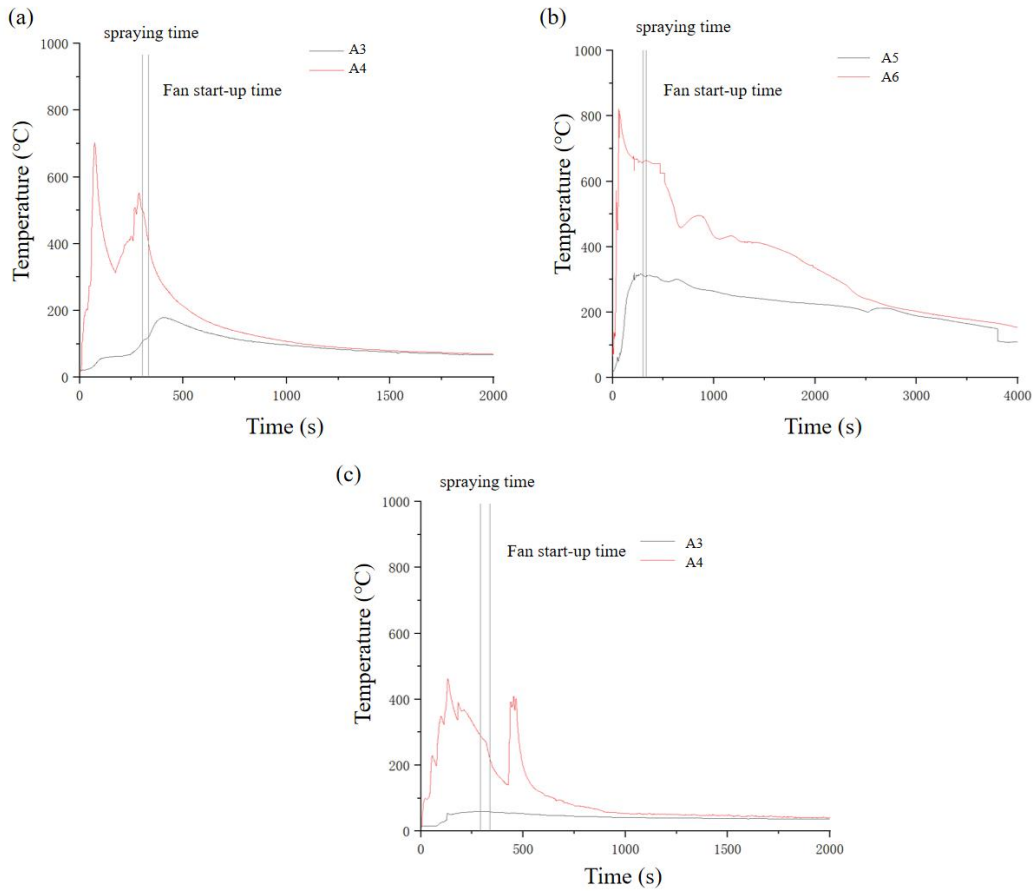 (a)
spraying time
A3
A4
Fan start-up time
1000
800
600
400
200
0
Temperature (°C)
0 500 1000 1500 2000
Time (s)
(b)
spraying time
A5
A6
Fan start-up time
1000
800
600
400
200
0
Temperature (°C)
0 1000 2000 3000 4000
Time (s)
(c)
spraying time
Fan start-up time
A3
A4
1000
800
600
400
200
0
Temperature (°C)
0 500 1000 1500 2000
Time (s)